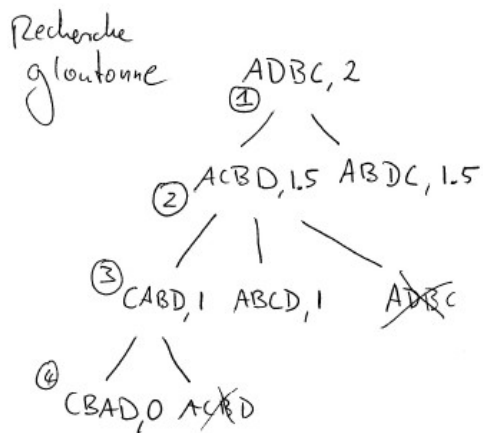 Recherche
gloutonne
ADBC, 2
1
ACBD, 1.5 ABDC, 1.5
2
3
CABD, 1 ABCD, 1 ADBC
4
CBAD, 0 ACBD